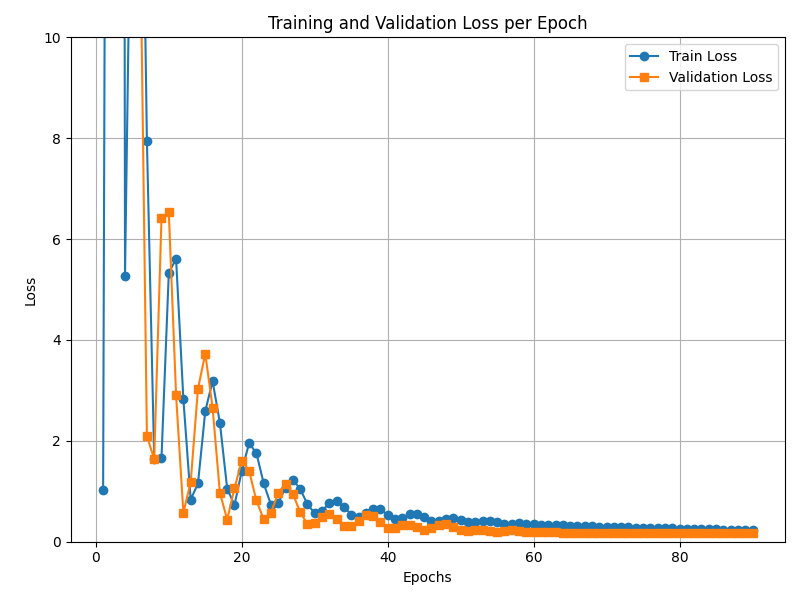 Training and Validation Loss per Epoch
Train Loss
Validation Loss
Loss
10
8
6
4
2
0
0 20 40 60 80
Epochs